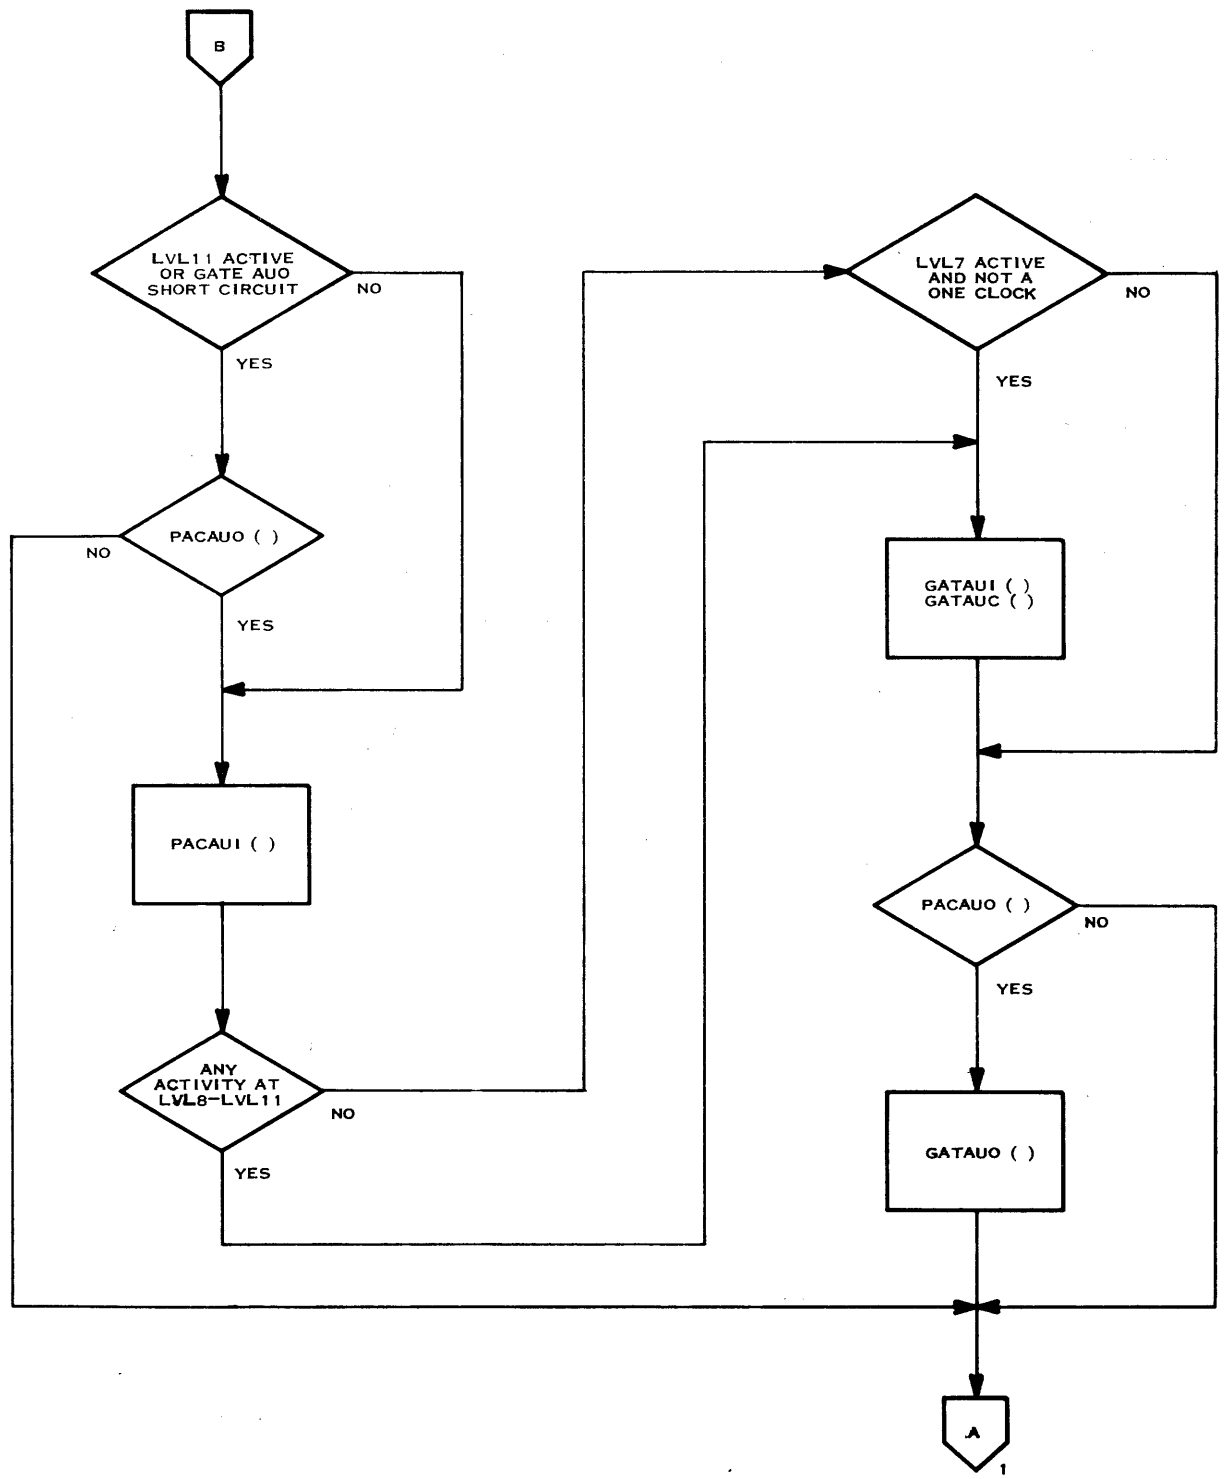 B
LVL11 ACTIVE
OR GATE AUO
SHORT CIRCUIT
NO
YES
PACAUO ( )
NO
YES
PACAUI ( )
ANY
ACTIVITY AT
LVL8-LVL11
NO
YES
LVL7 ACTIVE
AND NOT A
ONE CLOCK
NO
YES
GATAUI ( )
GATAUC ( )
PACAUO ( )
NO
YES
GATAUO ( )
A
1